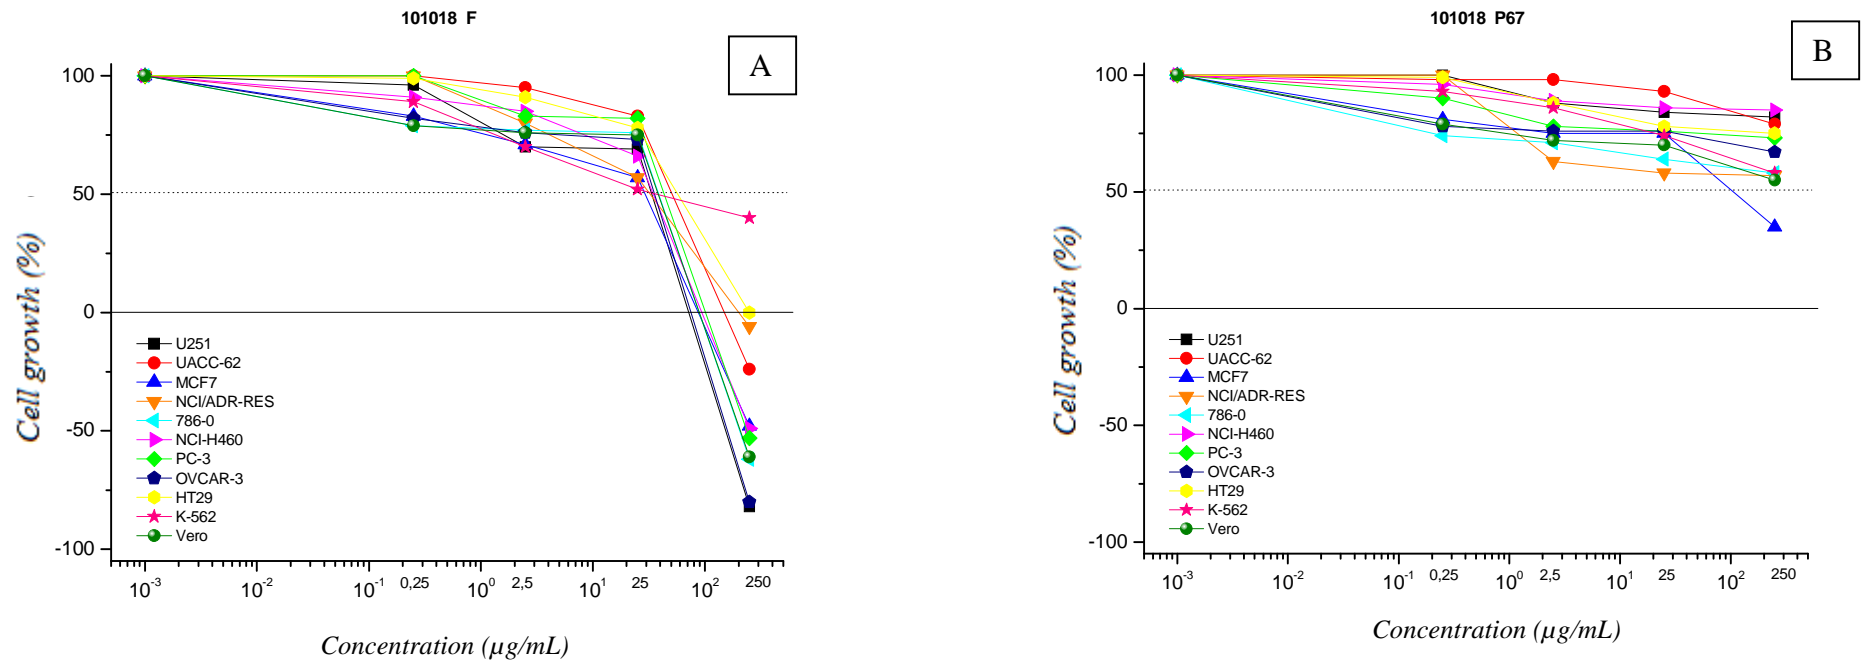 101018 F
A
Cell growth (%)
100
50
0
-50
-100
U251
UACC-62
MCF7
NCI/ADR-RES
786-0
NCI-H460
PC-3
OVCAR-3
HT29
K-562
Vero
10⁻³ 10⁻² 10⁻¹ 0,25 10⁰ 2,5 10¹ 25 10² 250
Concentration (µg/mL)
101018 P67
B
Cell growth (%)
100
50
0
-50
-100
U251
UACC-62
MCF7
NCI/ADR-RES
786-0
NCI-H460
PC-3
OVCAR-3
HT29
K-562
Vero
10⁻³ 10⁻² 10⁻¹ 0,25 10⁰ 2,5 10¹ 25 10² 250
Concentration (µg/mL)